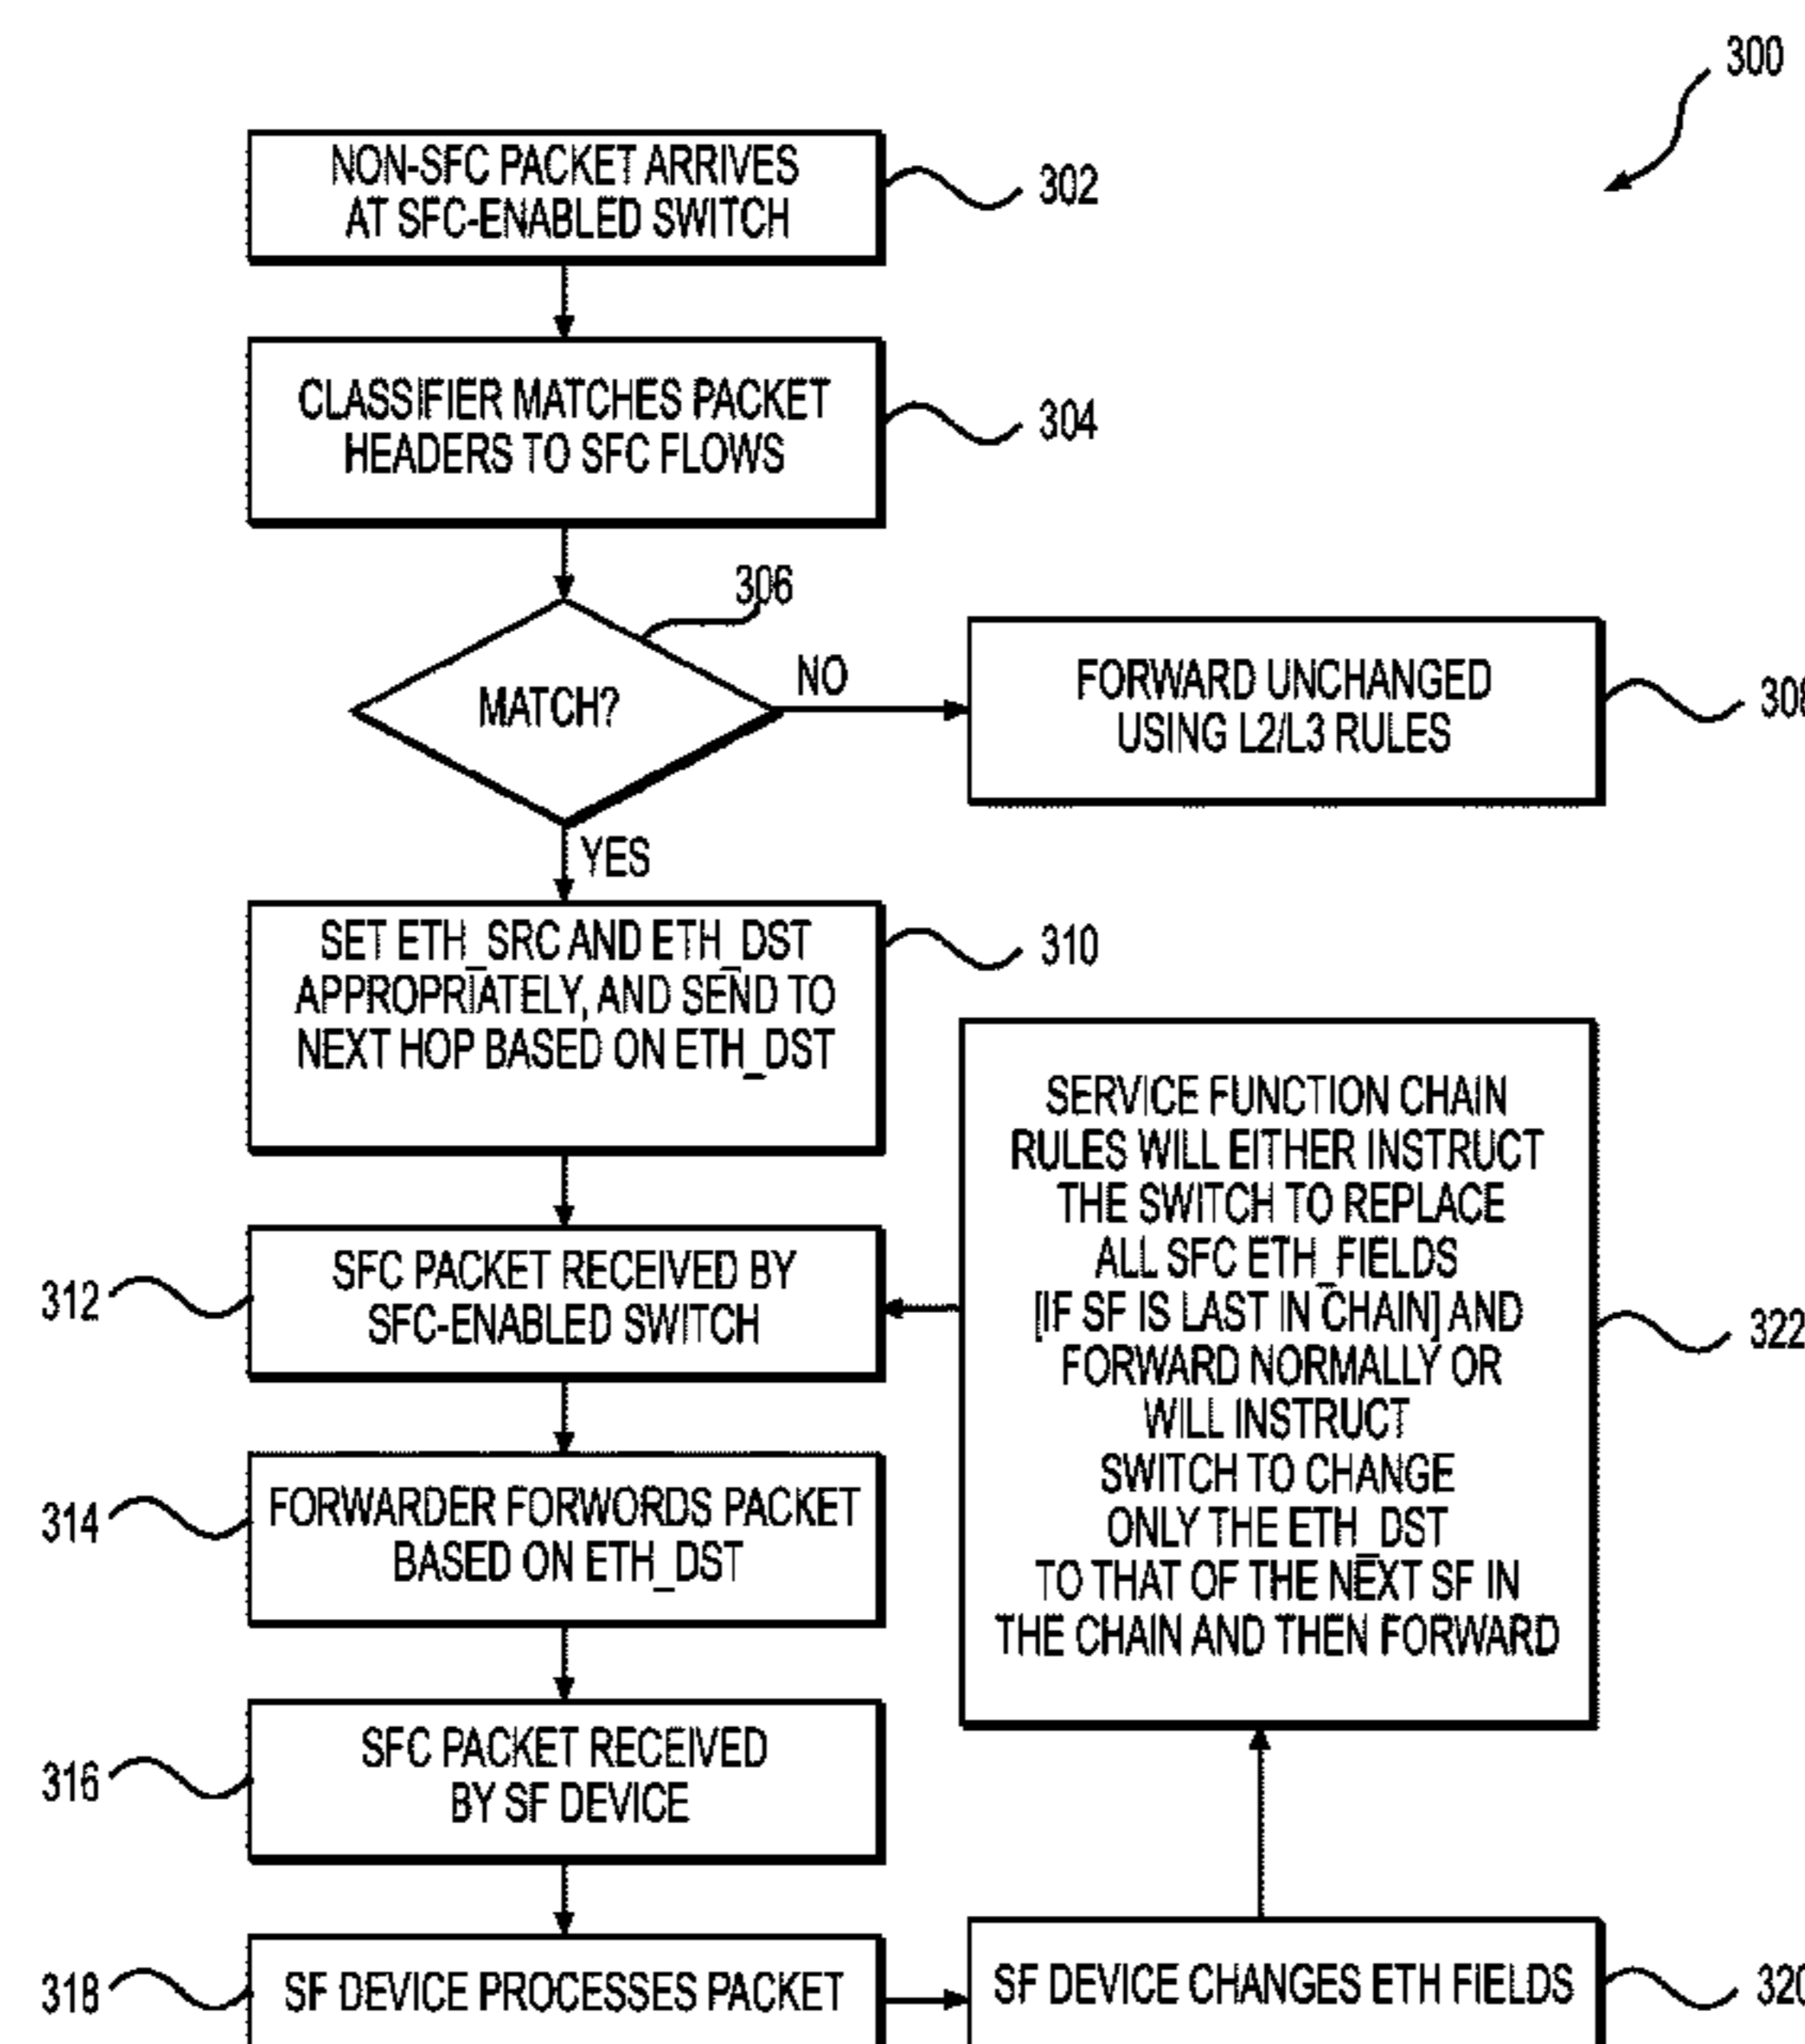 300
NON-SFC PACKET ARRIVES
AT SFC-ENABLED SWITCH
302
CLASSIFIER MATCHES PACKET
HEADERS TO SFC FLOWS
304
306
MATCH?
NO
FORWARD UNCHANGED
USING L2/L3 RULES
308
YES
SET ETH_SRC AND ETH_DST
APPROPRIATELY, AND SEND TO
NEXT HOP BASED ON ETH_DST
310
312
SFC PACKET RECEIVED BY
SFC-ENABLED SWITCH
314
FORWARDER FORWORDS PACKET
BASED ON ETH_DST
316
SFC PACKET RECEIVED
BY SF DEVICE
318
SF DEVICE PROCESSES PACKET
SF DEVICE CHANGES ETH FIELDS
320
SERVICE FUNCTION CHAIN
RULES WILL EITHER INSTRUCT
THE SWITCH TO REPLACE
ALL SFC ETH_FIELDS
[IF SF IS LAST IN CHAIN] AND
FORWARD NORMALLY OR
WILL INSTRUCT
SWITCH TO CHANGE
ONLY THE ETH_DST
TO THAT OF THE NEXT SF IN
THE CHAIN AND THEN FORWARD
322